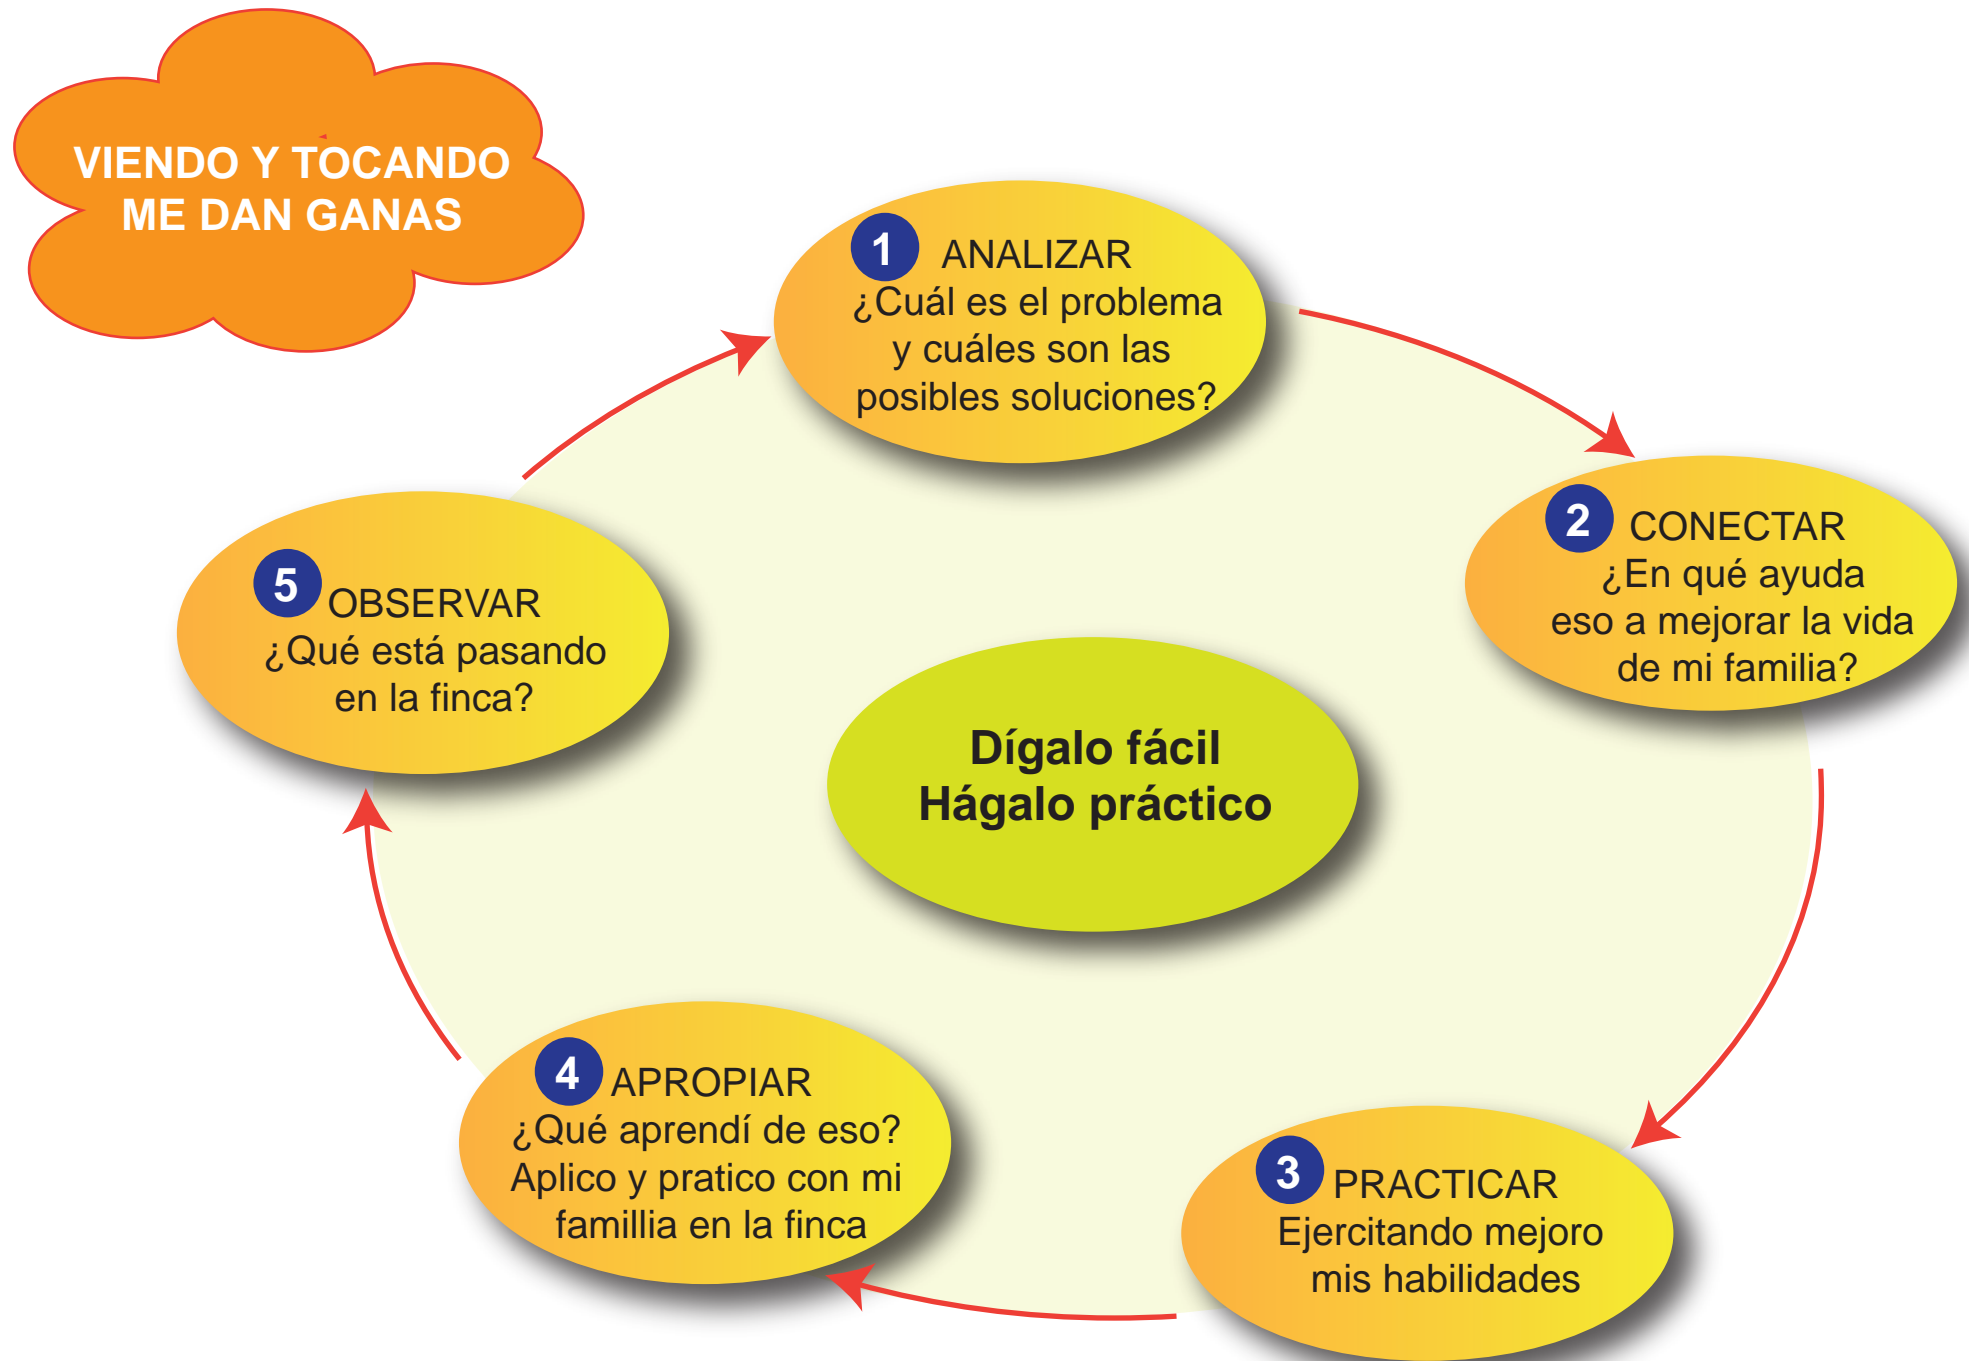 VIENDO Y TOCANDO
ME DAN GANAS
1 ANALIZAR
¿Cuál es el problema
y cuáles son las
posibles soluciones?
2 CONECTAR
¿En qué ayuda
eso a mejorar la vida
de mi familia?
3 PRACTICAR
Ejercitando mejoro
mis habilidades
4 APROPIAR
¿Qué aprendí de eso?
Aplico y pratico con mi
famillia en la finca
5 OBSERVAR
¿Qué está pasando
en la finca?
Dígalo fácil
Hágalo práctico